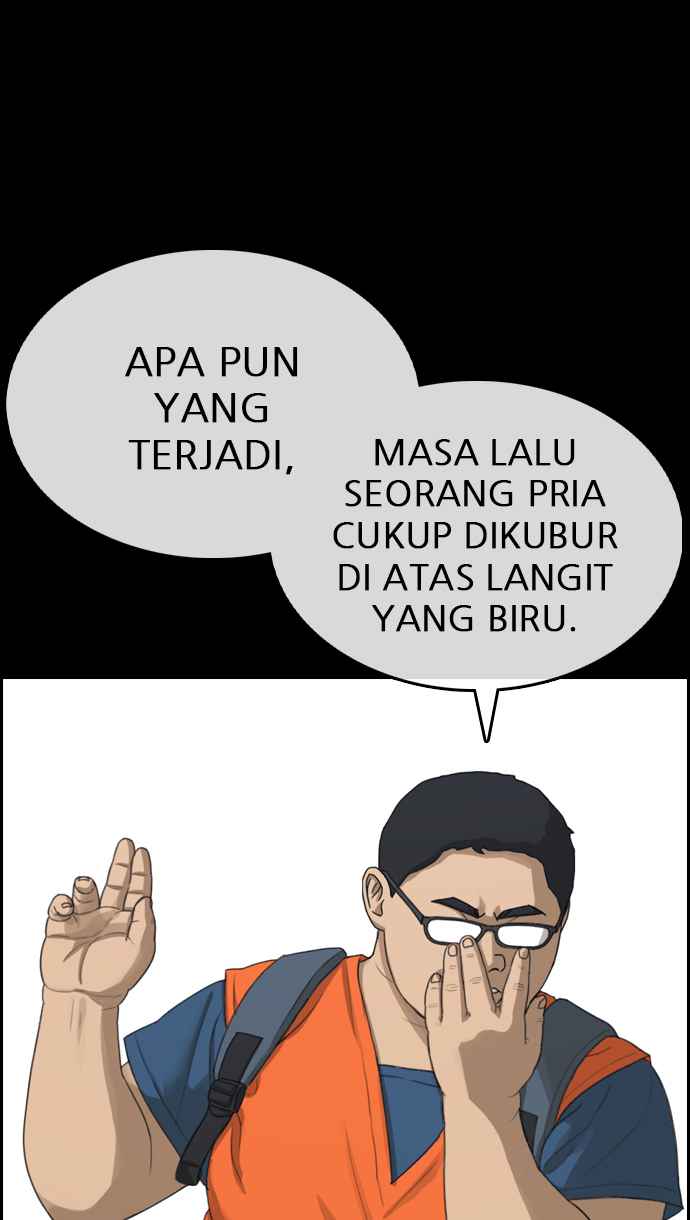 APA PUN
YANG
TERJADI,
MASA LALU
SEORANG PRIA
CUKUP DIKUBUR
DI ATAS LANGIT
YANG BIRU.